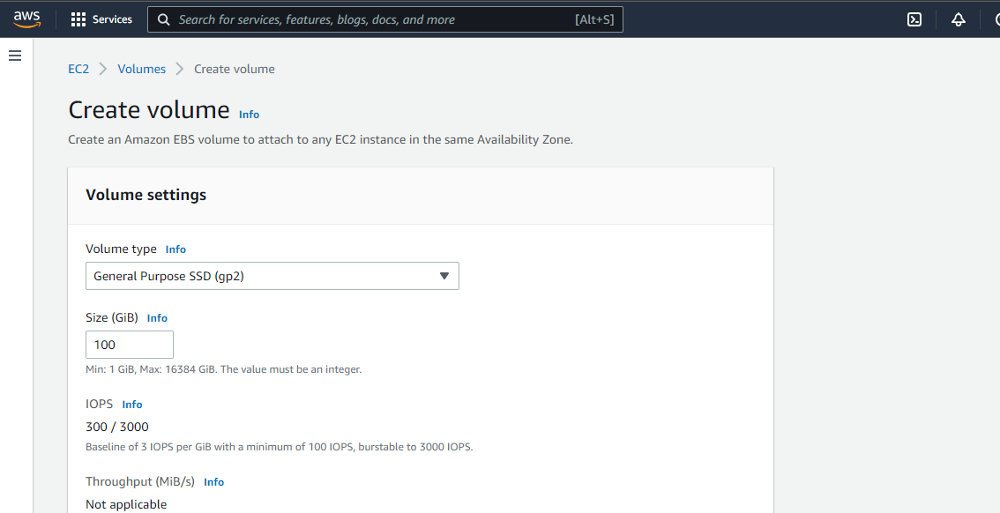 aws Services Search for services, features, blogs, docs, and more [Alt+S]
EC2 Volumes Create volume
Create volume Info
Create an Amazon EBS volume to attach to any EC2 instance in the same Availability Zone.
Volume settings
Volume type Info
General Purpose SSD (gp2)
Size (GiB) Info
100
Min: 1 GiB, Max: 16384 GiB. The value must be an integer.
IOPS Info
300 / 3000
Baseline of 3 IOPS per GiB with a minimum of 100 IOPS, burstable to 3000 IOPS.
Throughput (MiB/s) Info
Not applicable